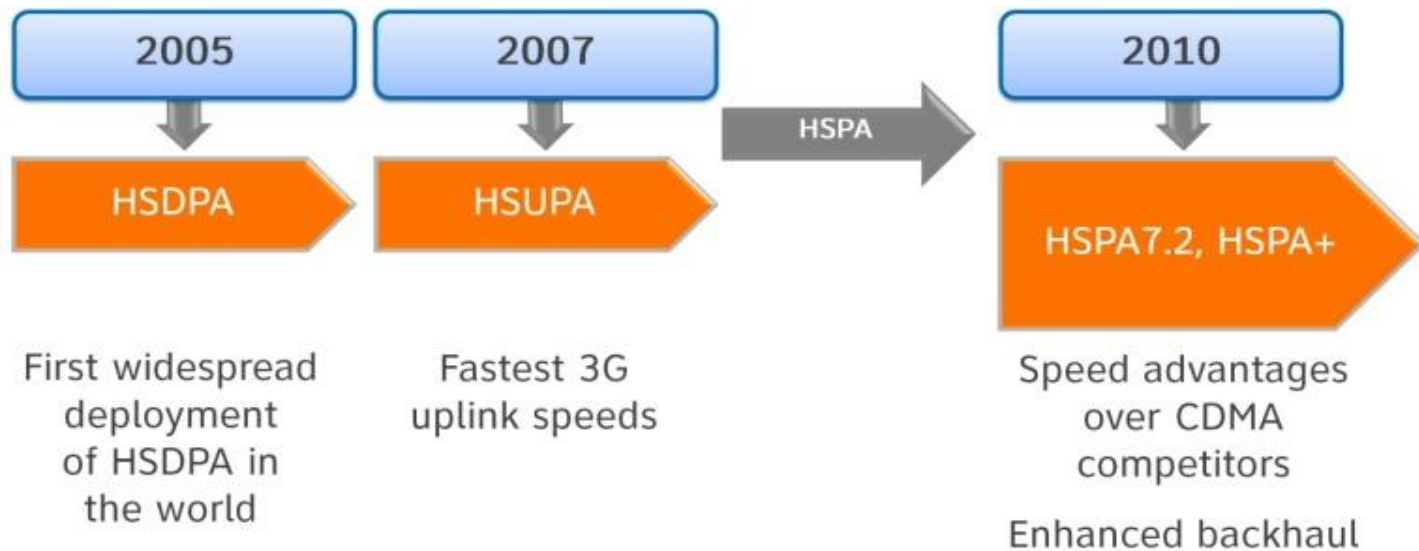 2005
2007
2010
HSPA
HSDPA
HSUPA
HSPA7.2, HSPA+
First widespread
deployment
of HSDPA in
the world
Fastest 3G
uplink speeds
Speed advantages
over CDMA
competitors
Enhanced backhaul